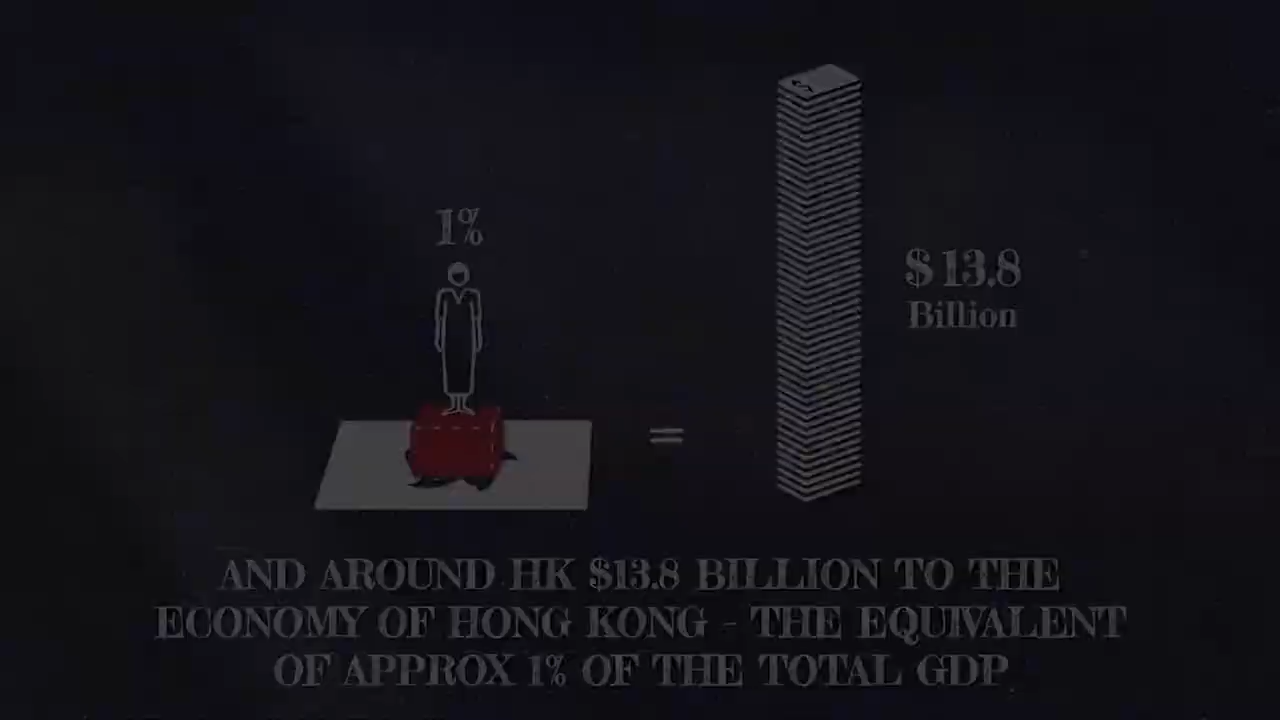 1%
$ 13.8
Billion
=
AND AROUND HK $13.8 BILLION TO THE
ECONOMY OF HONG KONG - THE EQUIVALENT
OF APPROX 1% OF THE TOTAL GDP